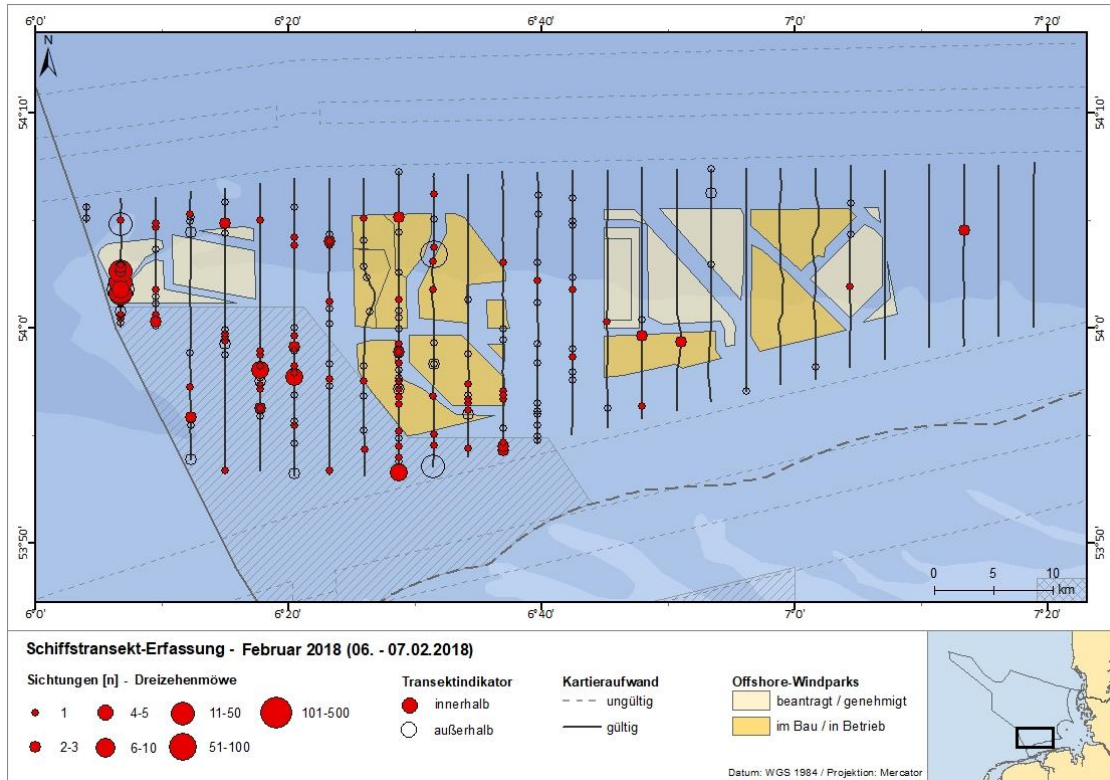 6°0' 6°20' 6°40' 7°0' 7°20'
N
54°10' 54°10'
54°0' 54°0'
53°50' 53°50'
0 5 10
km
6°0' 6°20' 6°40' 7°0' 7°20'
Schiffstransekt-Erfassung - Februar 2018 (06. - 07.02.2018)
Sichtungen [n] - Dreizehenmöwe
1 4-5 11-50 101-500
2-3 6-10 51-100
Transektindikator
innerhalb
außerhalb
Kartieraufwand
ungültig
gültig
Offshore-Windparks
beantragt / genehmigt
im Bau / in Betrieb
Datum: WGS 1984 / Projektion: Mercator